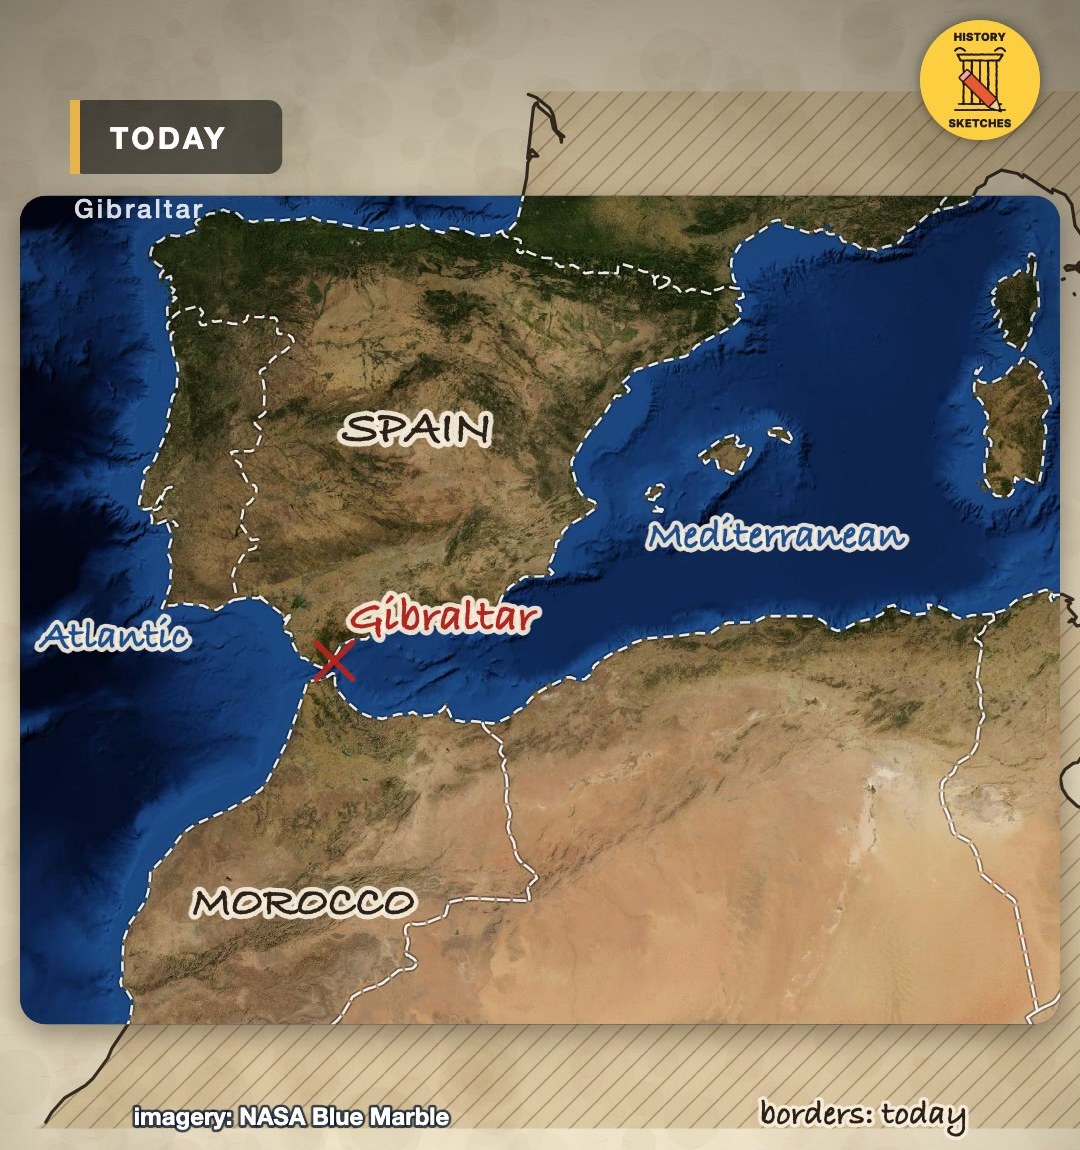 HISTORY
SKETCHES
TODAY
Gibraltar
SPAIN
Mediterranean
Gibraltar
Atlantic
MOROCCO
imagery: NASA Blue Marble
borders: today